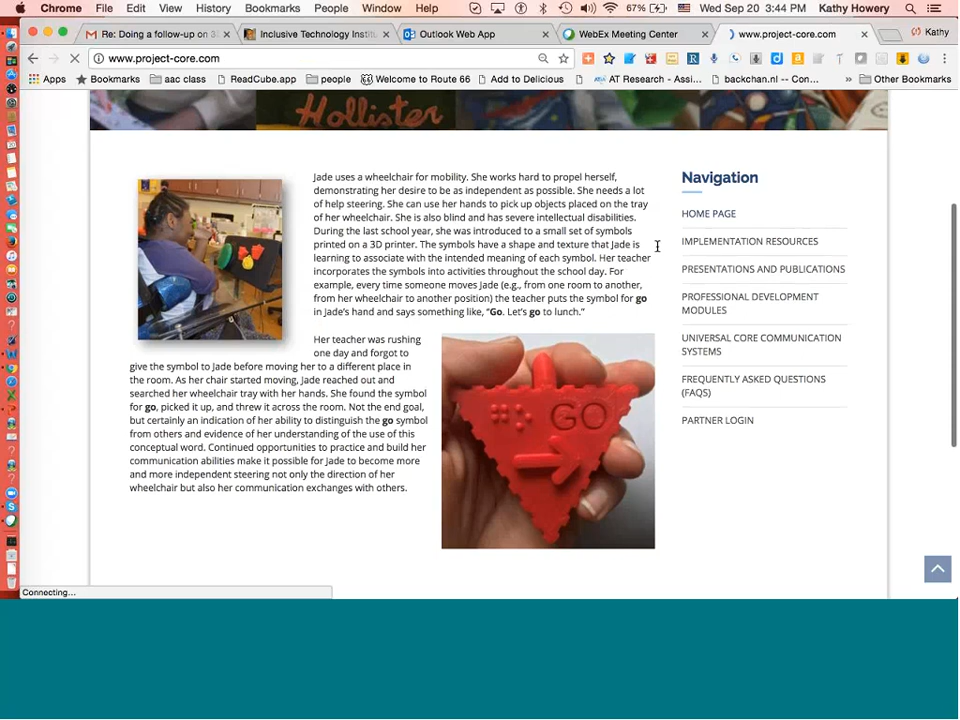 Chrome File Edit View History Bookmarks People Window Help 67% Wed Sep 20 3:44 PM Kathy Howery
Re: Doing a follow-up on 3 Inclusive Technology Institu Outlook Web App WebEx Meeting Center www.project-core.com Kathy
www.project-core.com
Apps Bookmarks aac class ReadCube.app people Welcome to Route 66 Add to Delicious AT Research - Assi... backchan.nl -- Con... » Other Bookmarks
Hollister
Jade uses a wheelchair for mobility. She works hard to propel herself,
demonstrating her desire to be as independent as possible. She needs a lot
of help steering. She can use her hands to pick up objects placed on the tray
of her wheelchair. She is also blind and has severe intellectual disabilities.
During the last school year, she was introduced to a small set of symbols
printed on a 3D printer. The symbols have a shape and texture that Jade is
learning to associate with the intended meaning of each symbol. Her teacher
incorporates the symbols into activities throughout the school day. For
example, every time someone moves Jade (e.g., from one room to another,
from her wheelchair to another position) the teacher puts the symbol for go
in Jade's hand and says something like, "Go. Let's go to lunch."
Her teacher was rushing
one day and forgot to
give the symbol to Jade before moving her to a different place in
the room. As her chair started moving, Jade reached out and
searched her wheelchair tray with her hands. She found the symbol
for go, picked it up, and threw it across the room. Not the end goal,
but certainly an indication of her ability to distinguish the go symbol
from others and evidence of her understanding of the use of this
conceptual word. Continued opportunities to practice and build her
communication abilities make it possible for Jade to become more
and more independent steering not only the direction of her
wheelchair but also her communication exchanges with others.
GO
Navigation
HOME PAGE
IMPLEMENTATION RESOURCES
PRESENTATIONS AND PUBLICATIONS
PROFESSIONAL DEVELOPMENT
MODULES
UNIVERSAL CORE COMMUNICATION
SYSTEMS
FREQUENTLY ASKED QUESTIONS
(FAQS)
PARTNER LOGIN
Connecting...